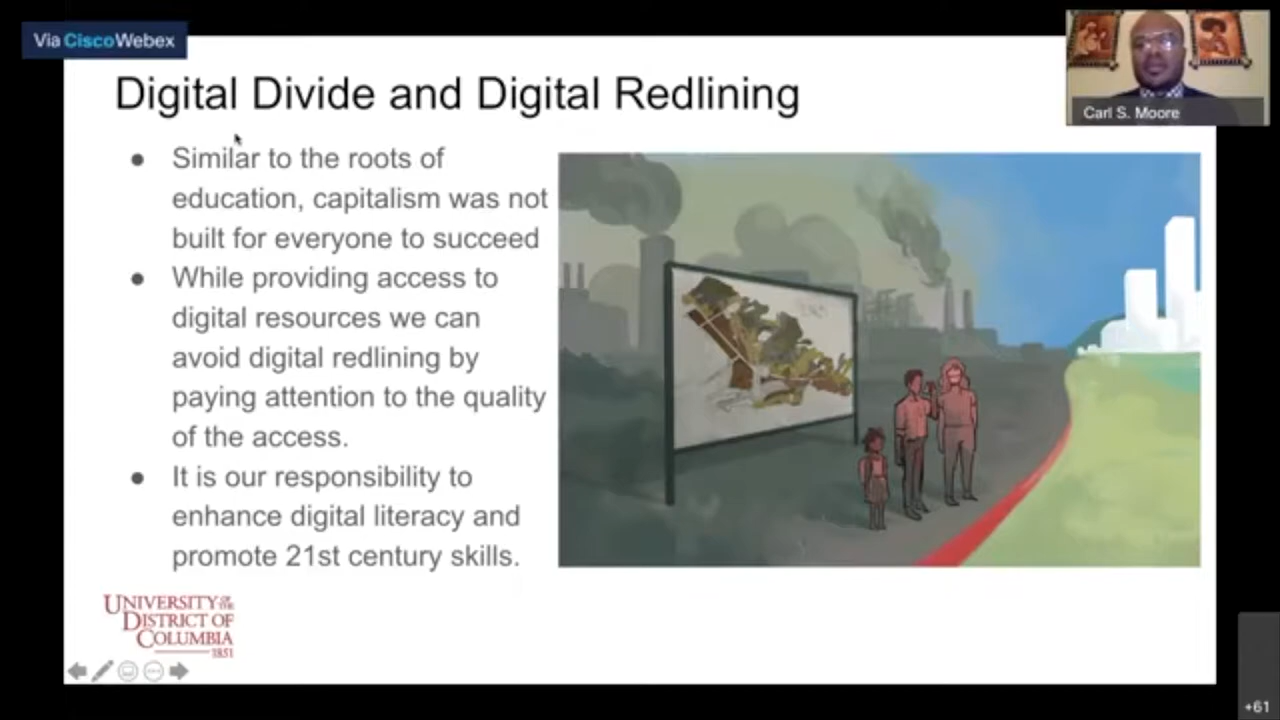 Via Cisco Webex
Carl S. Moore
Digital Divide and Digital Redlining
● Similar to the roots of
education, capitalism was not
built for everyone to succeed
● While providing access to
digital resources we can
avoid digital redlining by
paying attention to the quality
of the access.
● It is our responsibility to
enhance digital literacy and
promote 21st century skills.
UNIVERSITY OF THE
DISTRICT OF
COLUMBIA
1851
+61